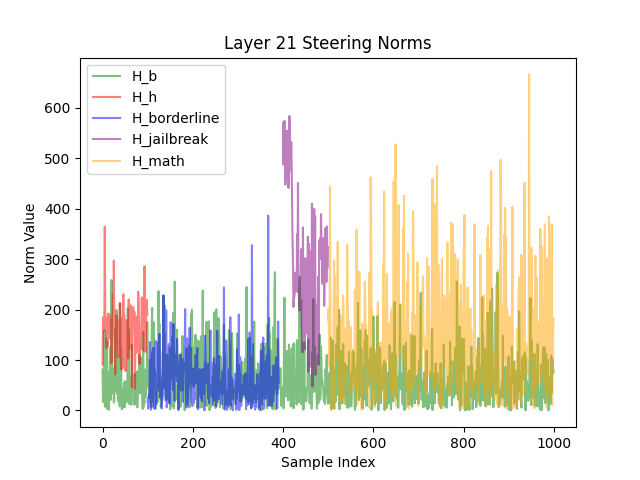 Layer 21 Steering Norms
H_b
H_h
H_borderline
H_jailbreak
H_math
600
500
400
300
200
100
0
Norm Value
0
200
400
600
800
1000
Sample Index